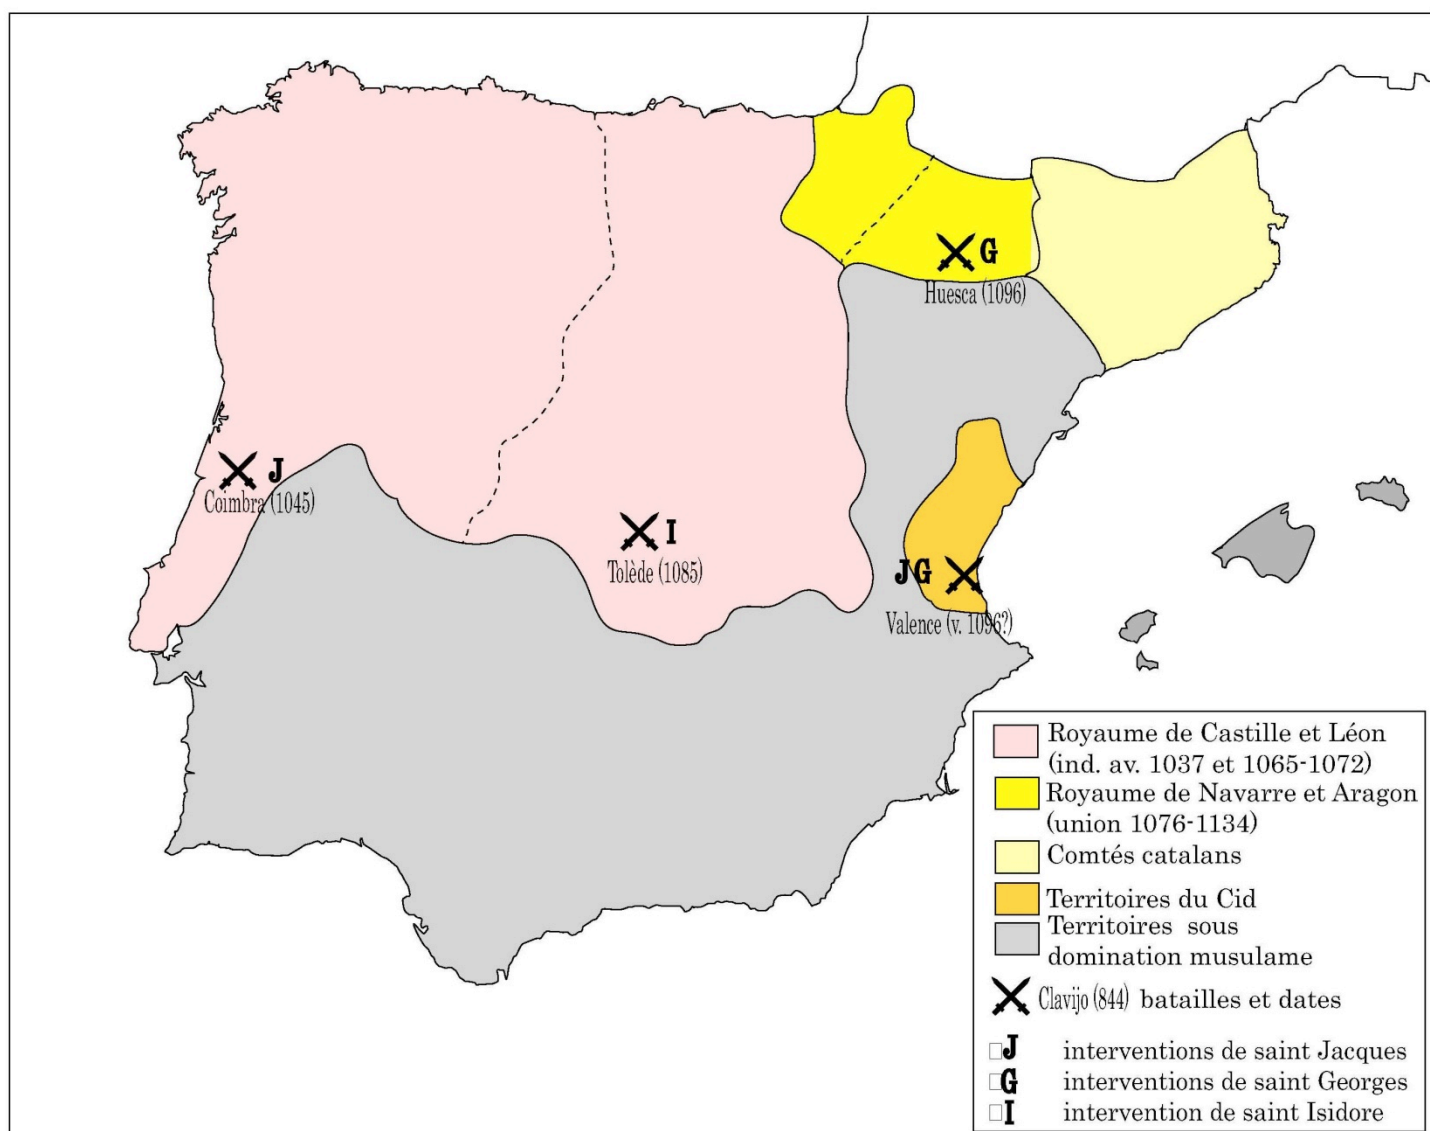 G
Huesca (1096)
J
Coimbra (1045)
I
Tolède (1085)
JG
Valence (v. 1096?)
Royaume de Castille et Léon
(ind. av. 1037 et 1065-1072)
Royaume de Navarre et Aragon
(union 1076-1134)
Comtés catalans
Territoires du Cid
Territoires sous
domination musulame
Clavijo (844) batailles et dates
J interventions de saint Jacques
G interventions de saint Georges
I intervention de saint Isidore